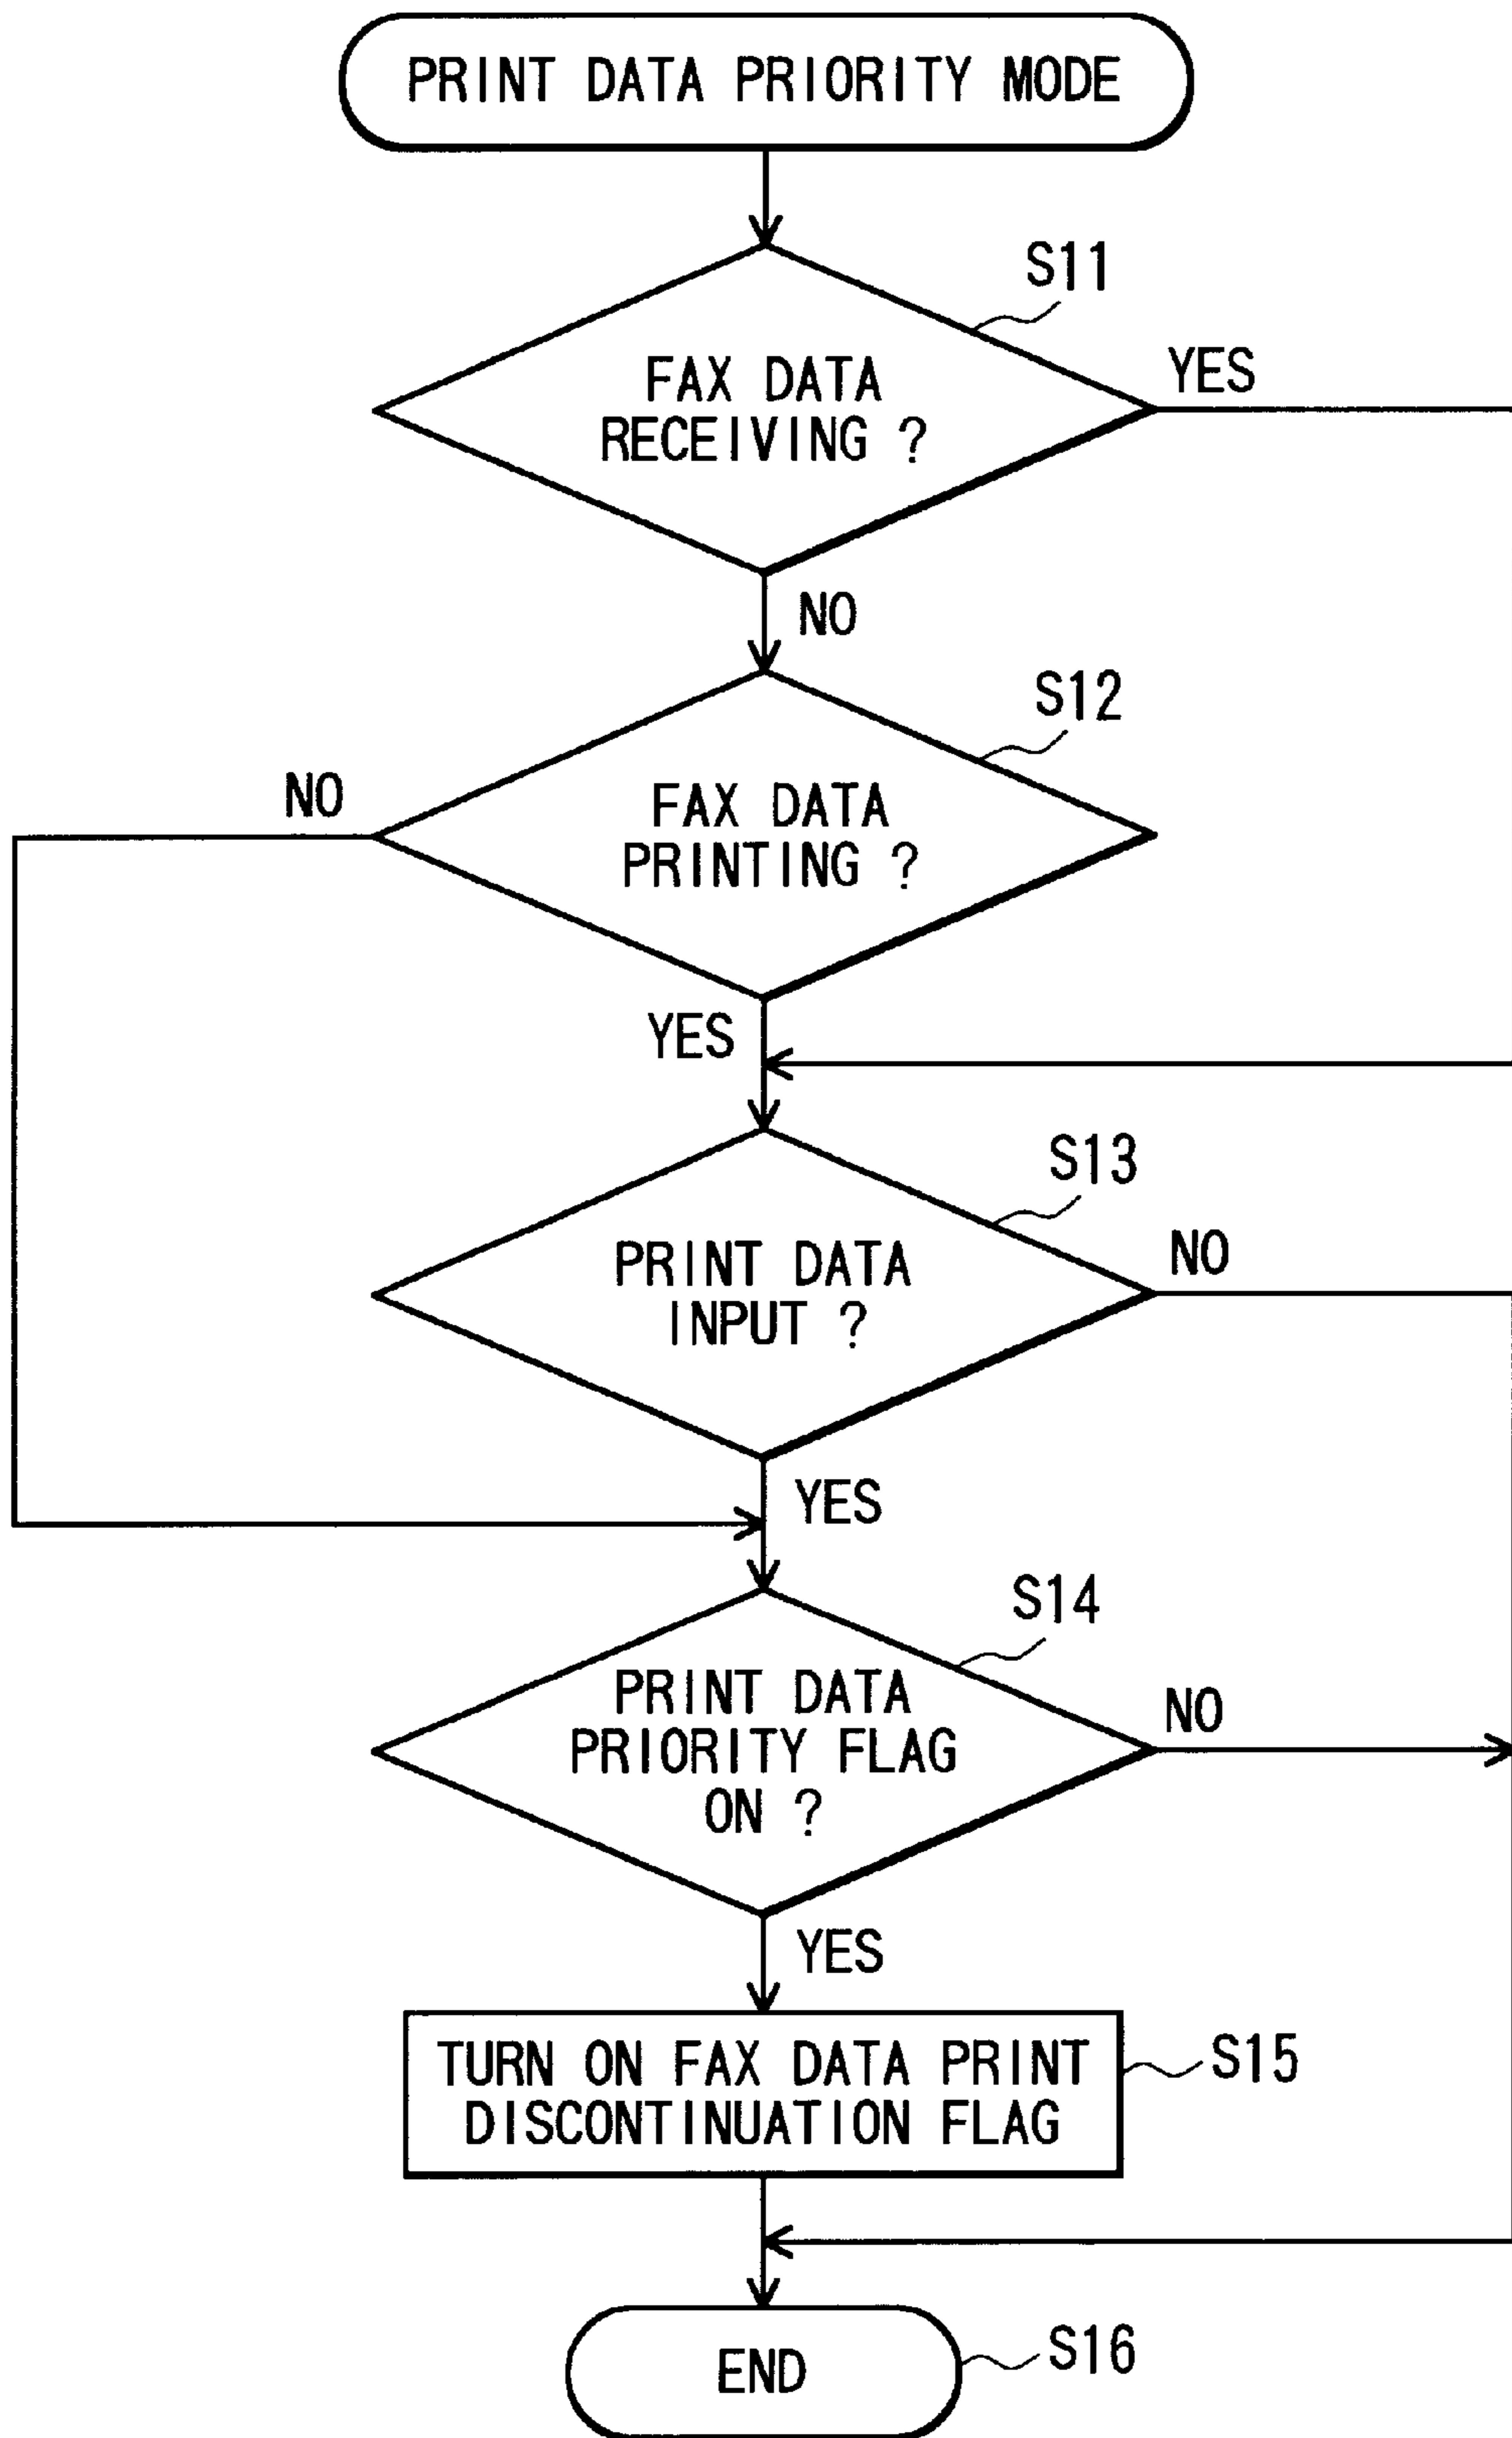 PRINT DATA PRIORITY MODE
S11
FAX DATA
RECEIVING ?
YES
NO
S12
NO
FAX DATA
PRINTING ?
YES
S13
PRINT DATA
INPUT ?
NO
YES
S14
PRINT DATA
PRIORITY FLAG
ON ?
NO
YES
TURN ON FAX DATA PRINT
DISCONTINUATION FLAG
S15
END
S16